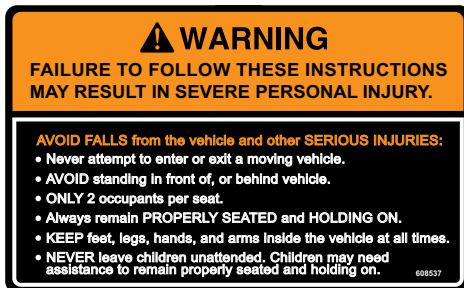 WARNING
FAILURE TO FOLLOW THESE INSTRUCTIONS
MAY RESULT IN SEVERE PERSONAL INJURY.
AVOID FALLS from the vehicle and other SERIOUS INJURIES:
• Never attempt to enter or exit a moving vehicle.
• AVOID standing in front of, or behind vehicle.
• ONLY 2 occupants per seat.
• Always remain PROPERLY SEATED and HOLDING ON.
• KEEP feet, legs, hands, and arms inside the vehicle at all times.
• NEVER leave children unattended. Children may need
assistance to remain properly seated and holding on.
608537